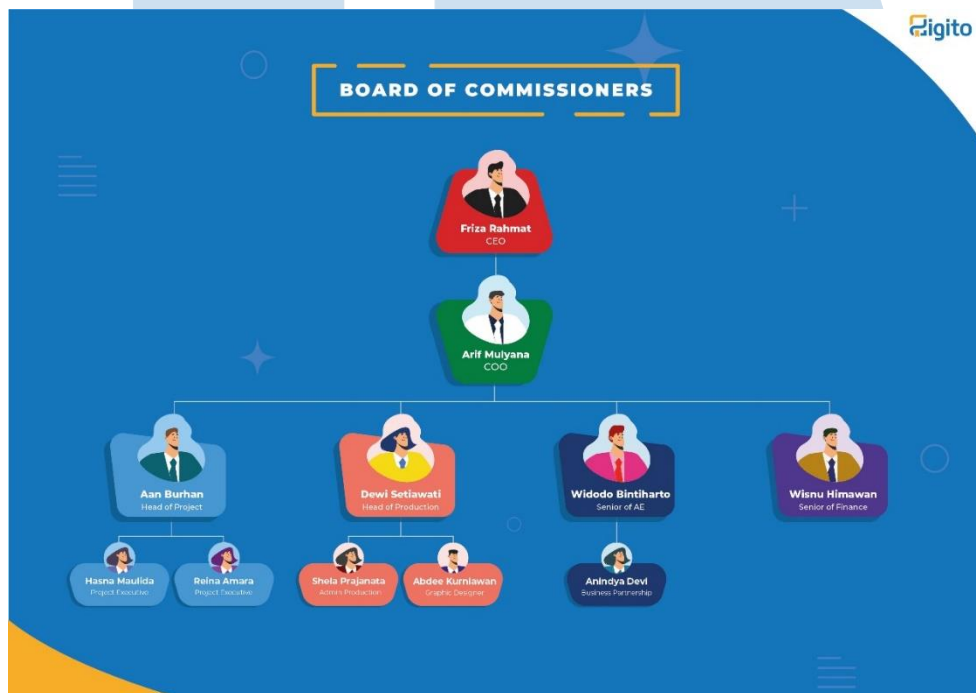 Digito
BOARD OF COMMISSIONERS
Friza Rahmat
CEO
Arif Mulyana
COO
Aan Burhan
Head of Project
Dewi Setiawati
Head of Production
Widodo Bintiharto
Senior of AE
Wisnu Himawan
Senior of Finance
Hasna Maulida
Project Executive
Reina Amara
Project Executive
Shela Prajanata
Admin Production
Abdee Kurniawan
Graphic Designer
Anindya Devi
Business Partnership